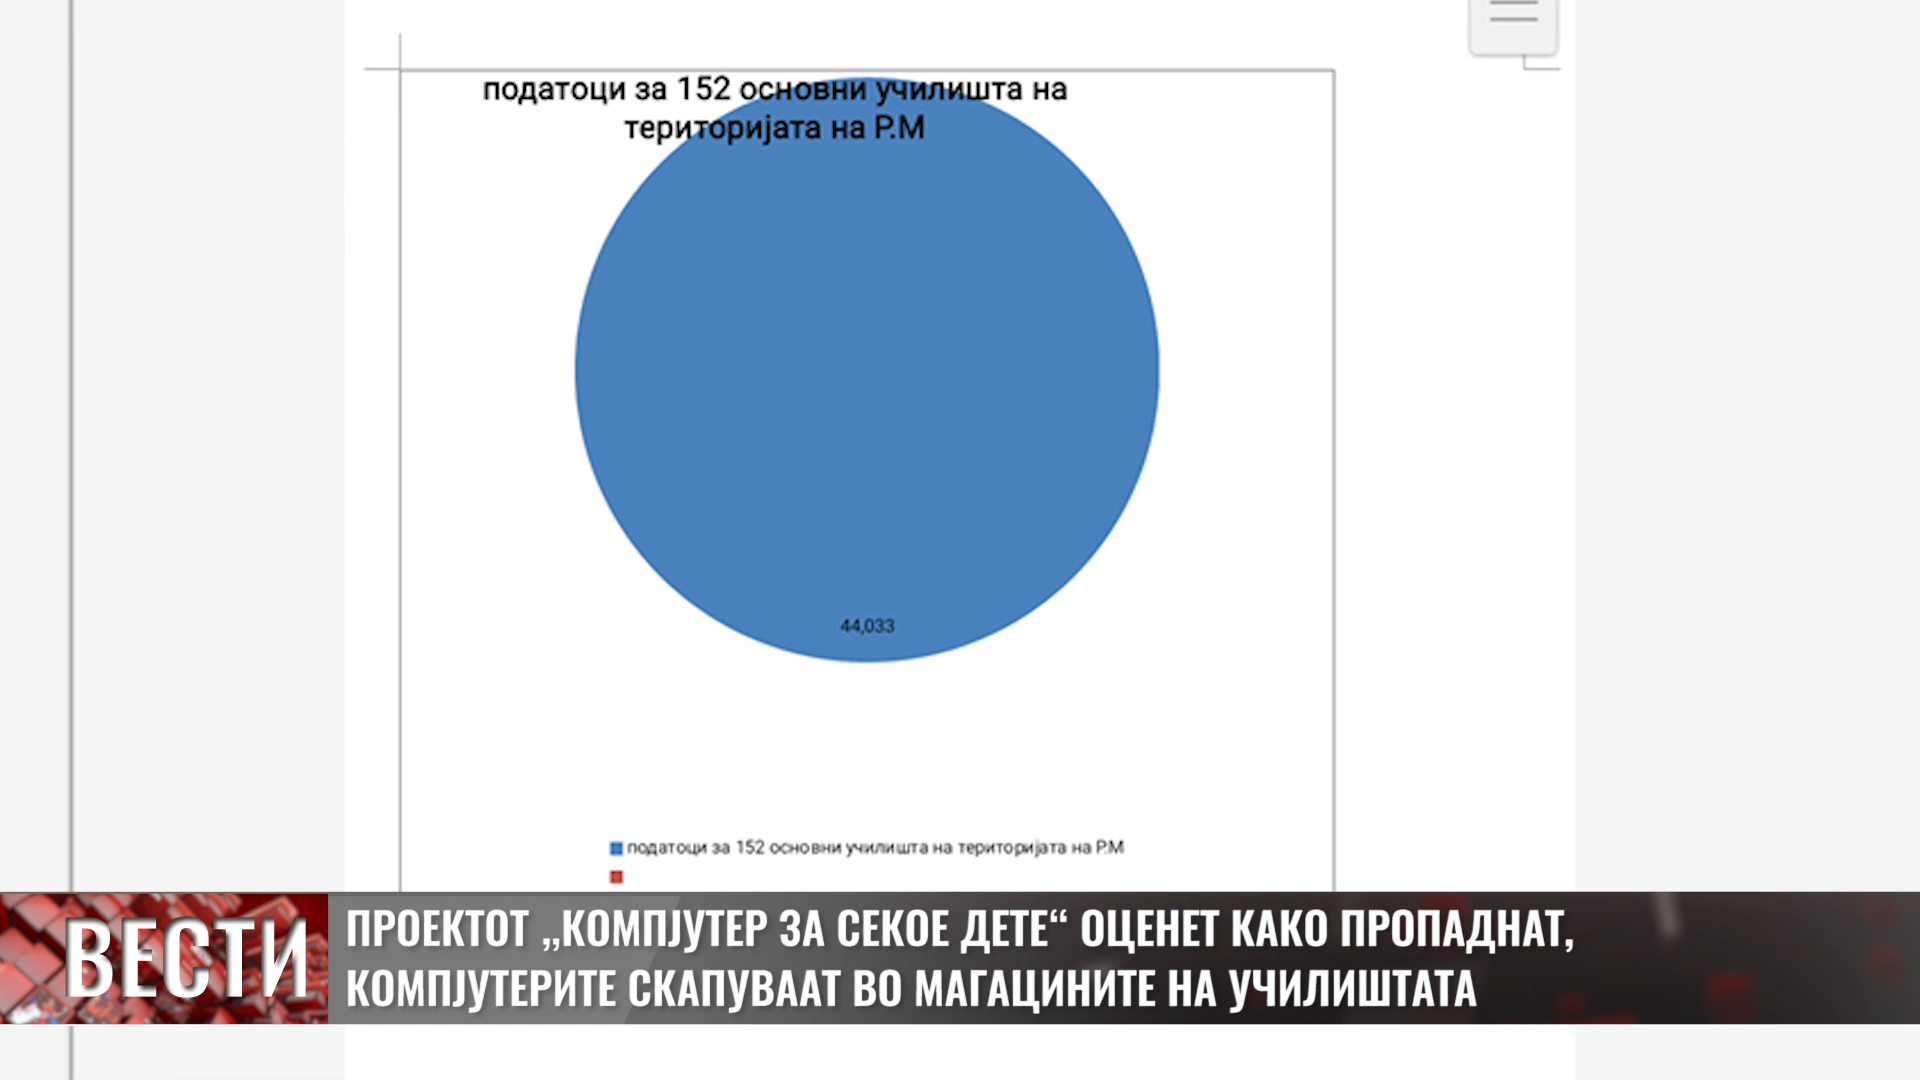 податоци за 152 основни училишта на
територијата на Р.М
44,033
податоци за 152 основни училишта на територијата на Р.М
ВЕСТИ
ПРОЕКТОТ „КОМПЈУТЕР ЗА СЕКОЕ ДЕТЕ“ ОЦЕНЕТ КАКО ПРОПАДНАТ,
КОМПЈУТЕРИТЕ СКАПУВААТ ВО МАГАЦИНИТЕ НА УЧИЛИШТАТА